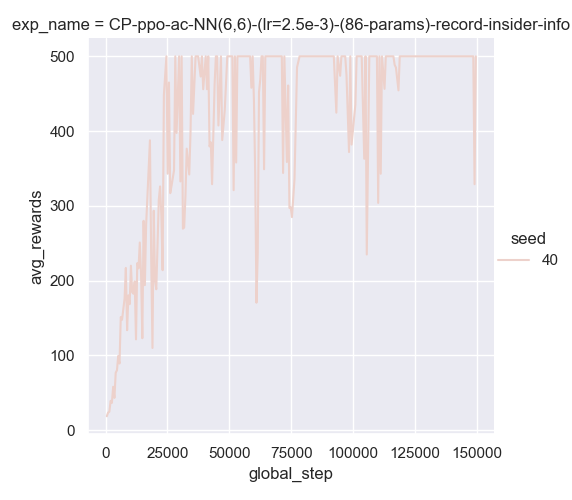 exp_name = CP-ppo-ac-NN(6,6)-(lr=2.5e-3)-(86-params)-record-insider-info
500
400
300
200
100
0
avg_rewards
0 25000 50000 75000 100000 125000 150000
global_step
seed
40